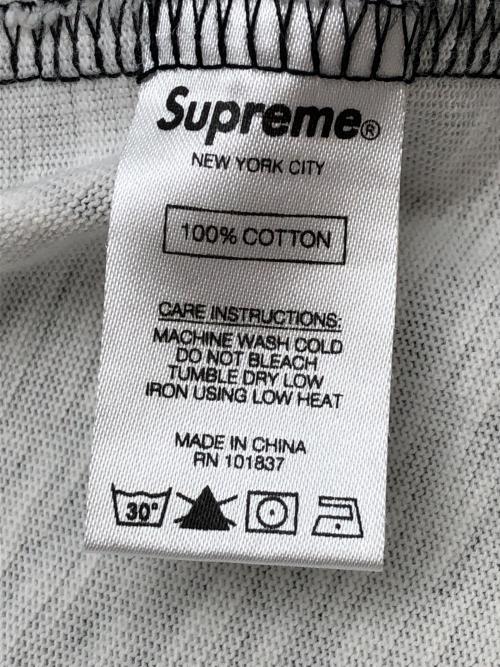 Supreme®
NEW YORK CITY
100% COTTON
CARE INSTRUCTIONS:
MACHINE WASH COLD
DO NOT BLEACH
TUMBLE DRY LOW
IRON USING LOW HEAT
MADE IN CHINA
RN 101837
30°